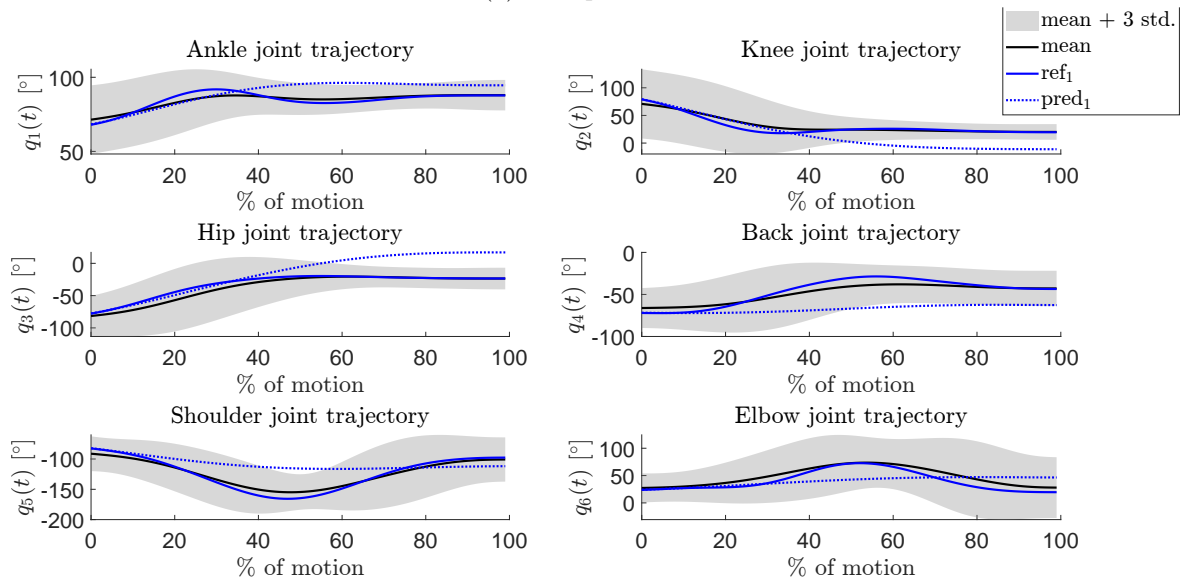 mean + 3 std.
mean
ref₁
pred₁
Ankle joint trajectory
q₁(t) [°]
100
50
0 20 40 60 80 100
% of motion
Knee joint trajectory
q₂(t) [°]
100
50
0
0 20 40 60 80 100
% of motion
Hip joint trajectory
q₃(t) [°]
0
-50
-100
0 20 40 60 80 100
% of motion
Back joint trajectory
q₄(t) [°]
0
-50
-100
0 20 40 60 80 100
% of motion
Shoulder joint trajectory
q₅(t) [°]
-100
-150
-200
0 20 40 60 80 100
% of motion
Elbow joint trajectory
q₆(t) [°]
100
50
0
0 20 40 60 80 100
% of motion